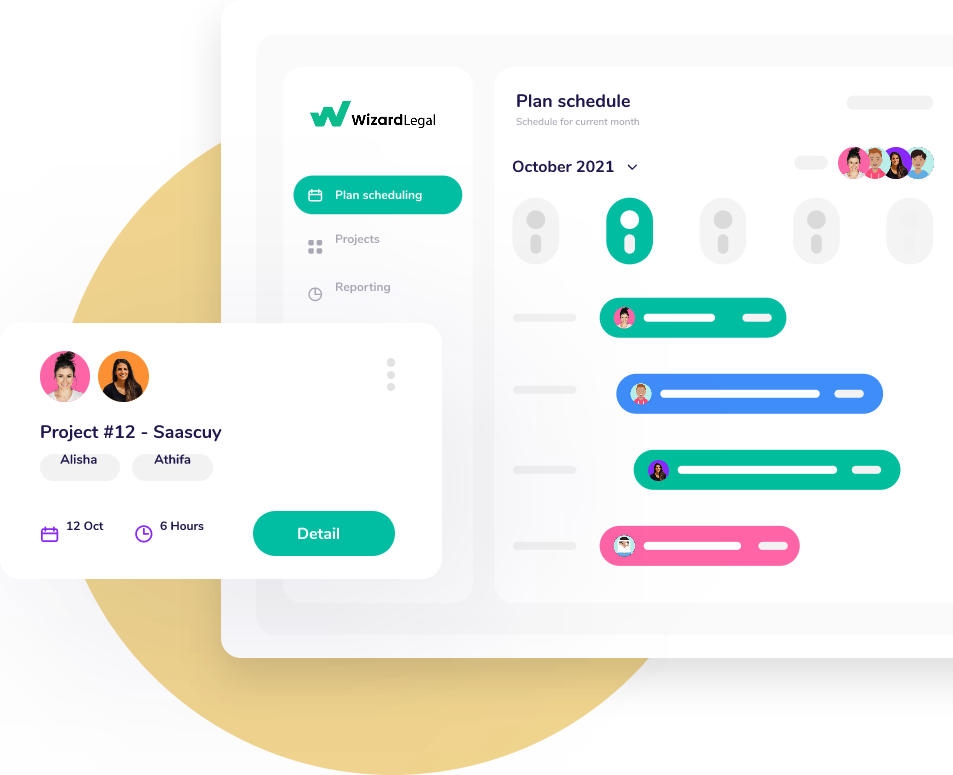 WizardLegal
Plan scheduling
Projects
Reporting
Plan schedule
Schedule for current month
October 2021
Project #12 - Saascuy
Alisha
Athifa
12 Oct
6 Hours
Detail